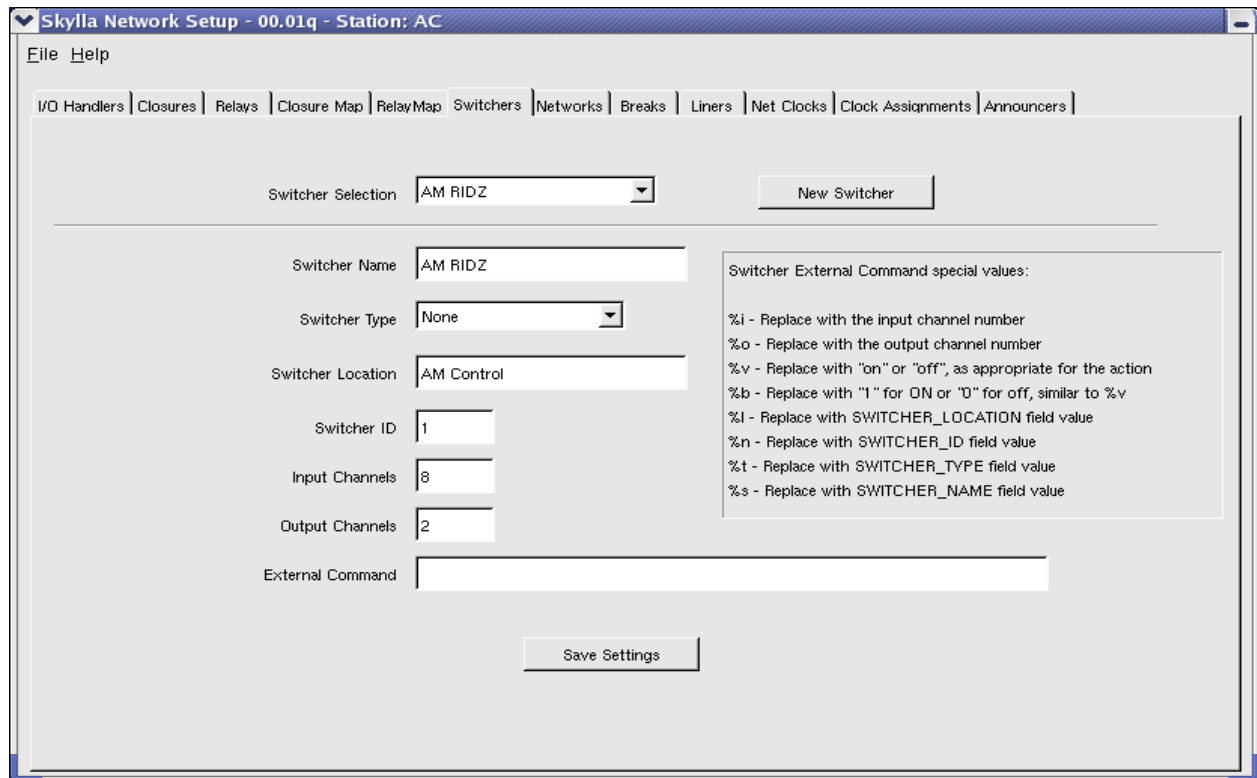 Skylla Network Setup - 00.01q - Station: AC
File Help
I/O Handlers Closures Relays Closure Map Relay Map Switchers Networks Breaks Liners Net Clocks Clock Assignments Announcers
Switcher Selection AM RIDZ New Switcher
Switcher Name AM RIDZ
Switcher Type None
Switcher Location AM Control
Switcher ID 1
Input Channels 8
Output Channels 2
External Command
Switcher External Command special values:
%i - Replace with the input channel number
%o - Replace with the output channel number
%v - Replace with "on" or "off", as appropriate for the action
%b - Replace with "1" for ON or "0" for off, similar to %v
%l - Replace with SWITCHER_LOCATION field value
%n - Replace with SWITCHER_ID field value
%t - Replace with SWITCHER_TYPE field value
%s - Replace with SWITCHER_NAME field value
Save Settings